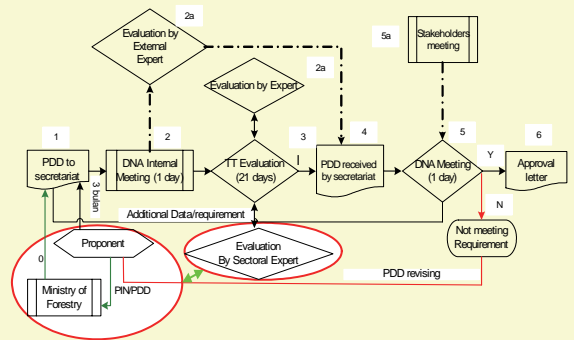 2a
Evaluation by
External
Expert
5a
Stakeholders
meeting
2a
Evaluation by Expert
1
2
3
4
5
6
PDD to
secretariat
DNA Internal
Meeting (1 day)
TT Evaluation
(21 days)
PDD received
by secretariat
DNA Meeting
(1 day)
Y
Approval
letter
3 bulan
N
Additional Data/requirement
Proponent
Evaluation
By Sectoral Expert
Not meeting
Requirement
0
PDD revising
Ministry of
Forestry
PIN/PDD